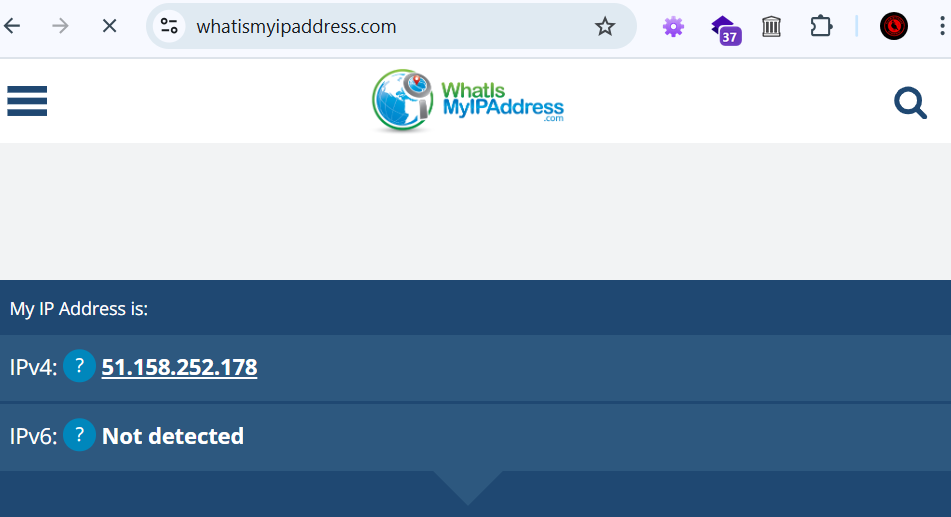 whatismyipaddress.com
37
WhatIs
MyIPAddress
.com
My IP Address is:
IPv4: ? 51.158.252.178
IPv6: ? Not detected